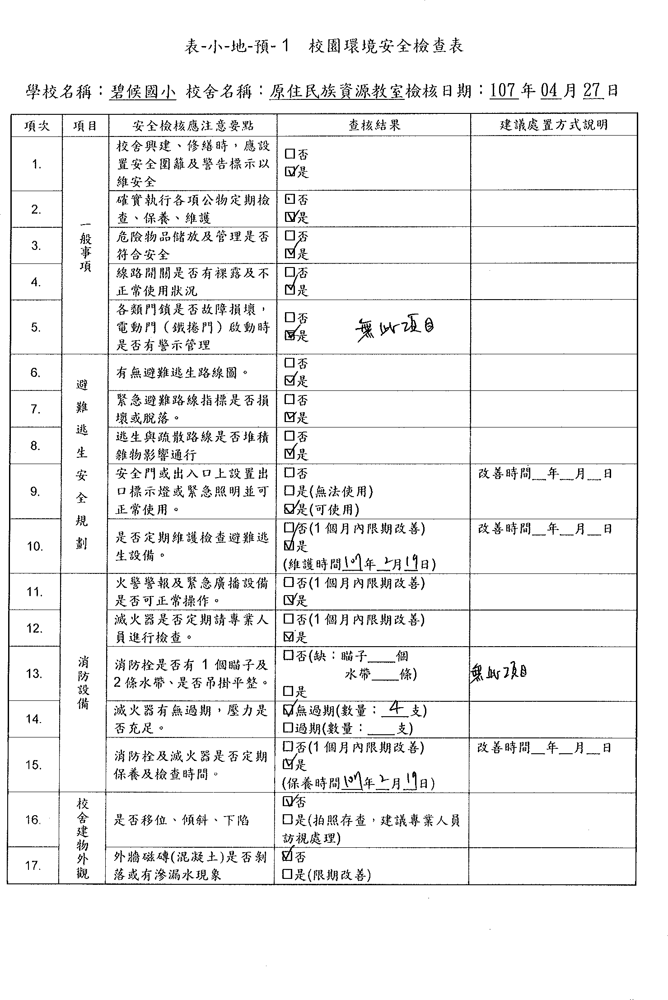 表-小-地-預-1　校園環境安全檢查表
學校名稱：碧候國小 校舍名稱：原住民族資源教室檢核日期：107年04月27日
項次 項目 安全檢核應注意要點 查核結果 建議處置方式說明
一般事項
1. 校舍興建、修繕時，應設
置安全圍籬及警告標示以
維安全
□否
☑是
2. 確實執行各項公物定期檢
查、保養、維護
□否
☑是
3. 危險物品儲放及管理是否
符合安全
□否
☑是
4. 線路開關是否有裸露及不
正常使用狀況
□否
☑是
5. 各類門鎖是否故障損壞，
電動門（鐵捲門）啟動時
是否有警示管理
□否
☑是
無此項目
避難逃生安全規劃
6. 有無避難逃生路線圖。
□否
☑是
7. 緊急避難路線指標是否損
壞或脫落。
□否
☑是
8. 逃生與疏散路線是否堆積
雜物影響通行
□否
☑是
9. 安全門或出入口上設置出
口標示燈或緊急照明並可
正常使用。
□否
□是(無法使用)
☑是(可使用)
改善時間__年__月__日
10. 是否定期維護檢查避難逃
生設備。
□否(1個月內限期改善)
☑是
(維護時間107年2月19日)
改善時間__年__月__日
消防設備
11. 火警警報及緊急廣播設備
是否可正常操作。
□否(1個月內限期改善)
☑是
12. 滅火器是否定期請專業人
員進行檢查。
□否(1個月內限期改善)
☑是
13. 消防栓是否有1個瞄子及
2條水帶、是否吊掛平整。
□否(缺：瞄子____個
水帶____條)
□是
無此項目
14. 滅火器有無過期，壓力是
否充足。
☑無過期(數量：4支)
□過期(數量：____支)
15. 消防栓及滅火器是否定期
保養及檢查時間。
□否(1個月內限期改善)
☑是
(保養時間107年2月19日)
改善時間__年__月__日
校舍建物外觀
16. 是否移位、傾斜、下陷
☑否
□是(拍照存查，建議專業人員
訪視處理)
17. 外牆磁磚(混凝土)是否剝
落或有滲漏水現象
☑否
□是(限期改善)